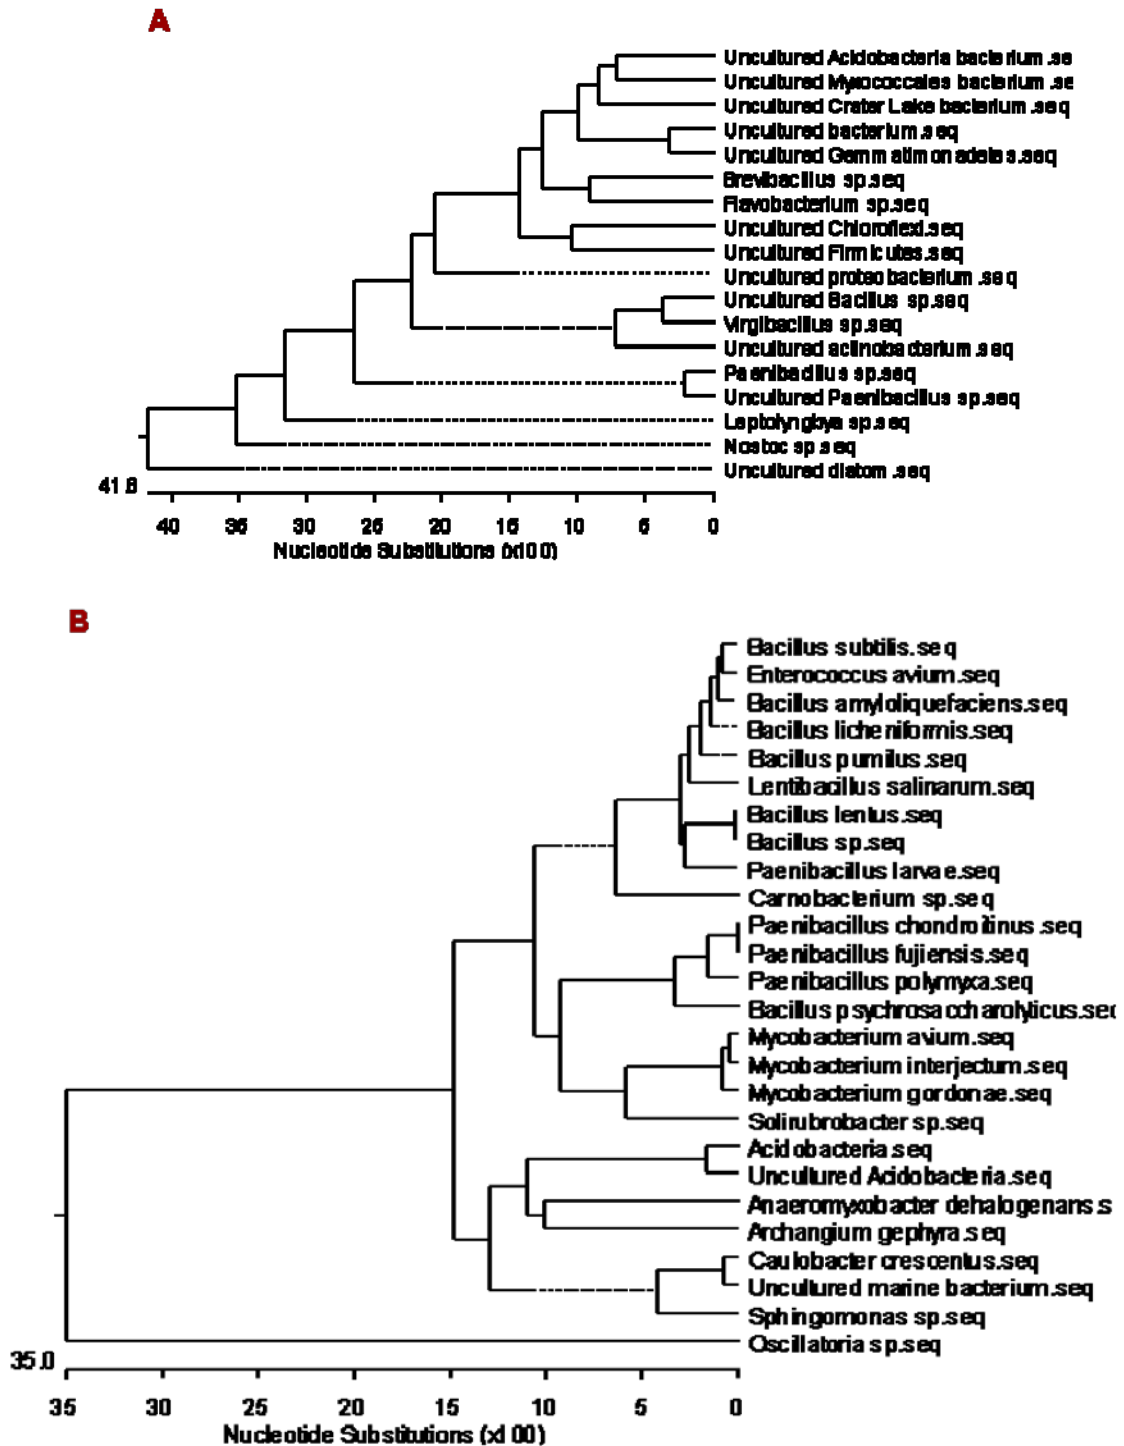 A
Uncultured Acidobacteria bacterium.se
Uncultured Myxococcales bacterium.se
Uncultured Crater Lake bacterium.seq
Uncultured bacterium.seq
Uncultured Gemmatimonadetes.seq
Brevibacillus sp.seq
Flavobacterium sp.seq
Uncultured Chloroflexi.seq
Uncultured Firmicutes.seq
Uncultured proteobacterium.seq
Uncultured Bacillus sp.seq
Virgibacillus sp.seq
Uncultured actinobacterium.seq
Paenibacillus sp.seq
Uncultured Paenibacillus sp.seq
Leptolyngbya sp.seq
Nostoc sp.seq
Uncultured diatom.seq
40 35 30 25 20 15 10 5 0
Nucleotide Substitutions (x100)
B
Bacillus subtilis.seq
Enterococcus avium.seq
Bacillus amyloliquefaciens.seq
Bacillus licheniformis.seq
Bacillus pumilus.seq
Lentibacillus salinarum.seq
Bacillus lentus.seq
Bacillus sp.seq
Paenibacillus larvae.seq
Carnobacterium sp.seq
Paenibacillus chondroitinus.seq
Paenibacillus fujiensis.seq
Paenibacillus polymyxa.seq
Bacillus psychrosaccharolyticus.sec
Mycobacterium avium.seq
Mycobacterium interjectum.seq
Mycobacterium gordonae.seq
Solirubrobacter sp.seq
Acidobacteria.seq
Uncultured Acidobacteria.seq
Anaeromyxobacter dehalogenans.s
Archangium gephyra.seq
Caulobacter crescentus.seq
Uncultured marine bacterium.seq
Sphingomonas sp.seq
Oscillatoria sp.seq
35.0
35 30 25 20 15 10 5 0
Nucleotide Substitutions (x100)